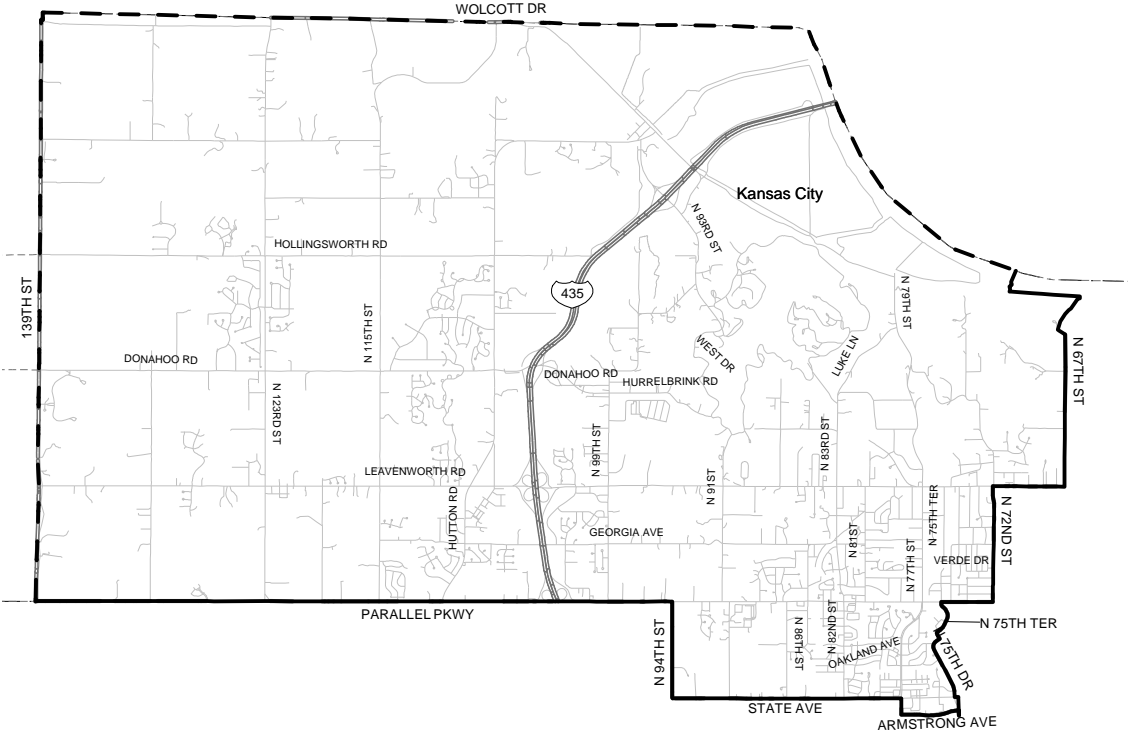 WOLCOTT DR
Kansas City
N 93RD ST
HOLLINGSWORTH RD
139TH ST
435
N 79TH ST
N 115TH ST
WEST DR
LUKE LN
N 67TH ST
DONAHOO RD
DONAHOO RD
HURRELBRINK RD
N 123RD ST
N 99TH ST
N 83RD ST
LEAVENWORTH RD
N 91ST
HUTTON RD
N 75TH TER
N 72ND ST
GEORGIA AVE
N 81ST
N 77TH ST
VERDE DR
PARALLEL PKWY
N 94TH ST
N 86TH ST
N 82ND ST
OAKLAND AVE
N 75TH TER
75TH DR
STATE AVE
ARMSTRONG AVE